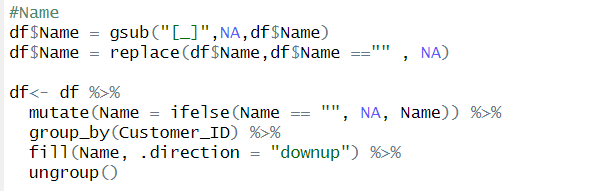 #Name
df$Name = gsub("[_]",NA,df$Name)
df$Name = replace(df$Name,df$Name =="" , NA)
df<- df %>%
mutate(Name = ifelse(Name == "", NA, Name)) %>%
group_by(Customer_ID) %>%
fill(Name, .direction = "downup") %>%
ungroup()